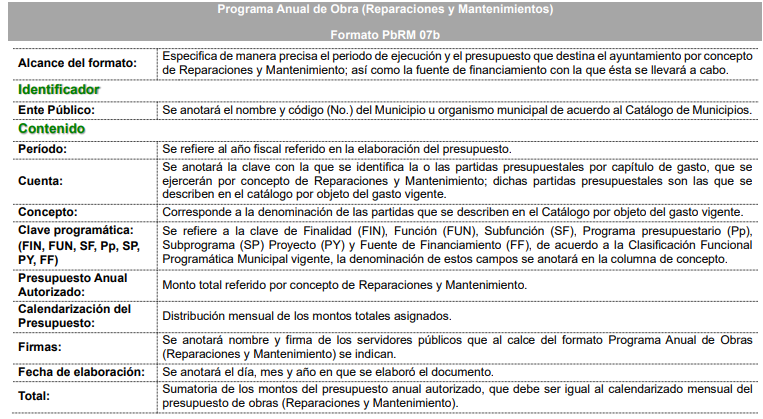 Programa Anual de Obra (Reparaciones y Mantenimientos)
Formato PbRM 07b
Alcance del formato:
Especifica de manera precisa el periodo de ejecución y el presupuesto que destina el ayuntamiento por concepto
de Reparaciones y Mantenimiento; así como la fuente de financiamiento con la que ésta se llevará a cabo.
Identificador
Ente Público:
Se anotará el nombre y código (No.) del Municipio u organismo municipal de acuerdo al Catálogo de Municipios.
Contenido
Período:
Se refiere al año fiscal referido en la elaboración del presupuesto.
Cuenta:
Se anotará la clave con la que se identifica la o las partidas presupuestales por capítulo de gasto, que se
ejercerán por concepto de Reparaciones y Mantenimiento; dichas partidas presupuestales son las que se
describen en el catálogo por objeto del gasto vigente.
Concepto:
Corresponde a la denominación de las partidas que se describen en el Catálogo por objeto del gasto vigente.
Clave programática:
(FIN, FUN, SF, Pp, SP,
PY, FF)
Se refiere a la clave de Finalidad (FIN), Función (FUN), Subfunción (SF), Programa presupuestario (Pp),
Subprograma (SP) Proyecto (PY) y Fuente de Financiamiento (FF), de acuerdo a la Clasificación Funcional
Programática Municipal vigente, la denominación de estos campos se anotará en la columna de concepto.
Presupuesto Anual
Autorizado:
Monto total referido por concepto de Reparaciones y Mantenimiento.
Calendarización del
Presupuesto:
Distribución mensual de los montos totales asignados.
Firmas:
Se anotará nombre y firma de los servidores públicos que al calce del formato Programa Anual de Obras
(Reparaciones y Mantenimiento) se indican.
Fecha de elaboración:
Se anotará el día, mes y año en que se elaboró el documento.
Total:
Sumatoria de los montos del presupuesto anual autorizado, que debe ser igual al calendarizado mensual del
presupuesto de obras (Reparaciones y Mantenimiento).